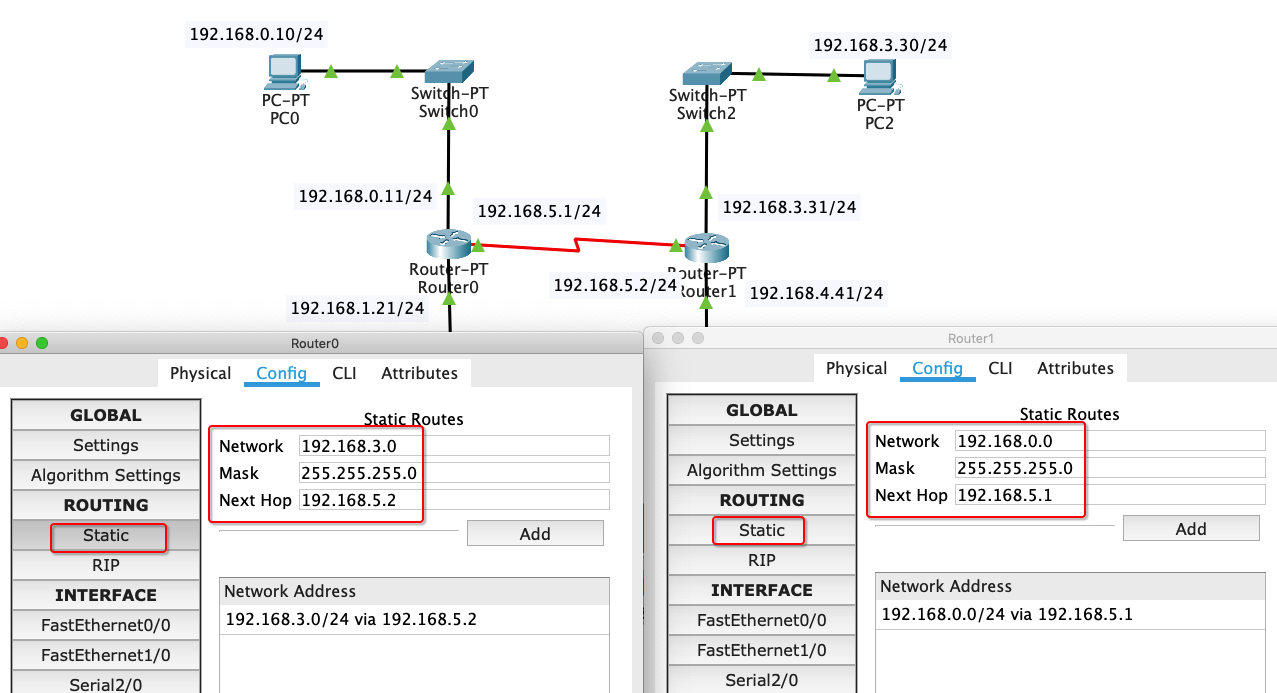 192.168.0.10/24
192.168.3.30/24
PC-PT
PC0
Switch-PT
Switch0
Switch-PT
Switch2
PC-PT
PC2
192.168.0.11/24
192.168.5.1/24
192.168.3.31/24
Router-PT
Router0
192.168.5.2/24
Router-PT
Router1
192.168.1.21/24
192.168.4.41/24
Router0
Physical Config CLI Attributes
GLOBAL
Settings
Algorithm Settings
ROUTING
Static
RIP
INTERFACE
FastEthernet0/0
FastEthernet1/0
Serial2/0
Static Routes
Network 192.168.3.0
Mask 255.255.255.0
Next Hop 192.168.5.2
Add
Network Address
192.168.3.0/24 via 192.168.5.2
Router1
Physical Config CLI Attributes
GLOBAL
Settings
Algorithm Settings
ROUTING
Static
RIP
INTERFACE
FastEthernet0/0
FastEthernet1/0
Serial2/0
Static Routes
Network 192.168.0.0
Mask 255.255.255.0
Next Hop 192.168.5.1
Add
Network Address
192.168.0.0/24 via 192.168.5.1